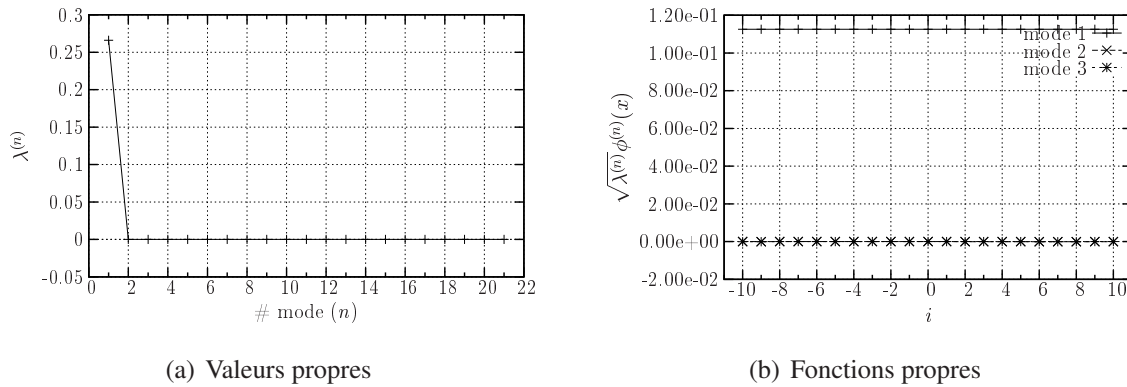 0.3
0.25
0.2
0.15
0.1
0.05
0
-0.05
λ^(n)
0 2 4 6 8 10 12 14 16 18 20 22
# mode (n)
(a) Valeurs propres
1.20e-01
1.00e-01
8.00e-02
6.00e-02
4.00e-02
2.00e-02
0.00e+00
-2.00e-02
√λ^(n) ϕ^(n)(x)
mode 1
mode 2
mode 3
-10 -8 -6 -4 -2 0 2 4 6 8 10
i
(b) Fonctions propres